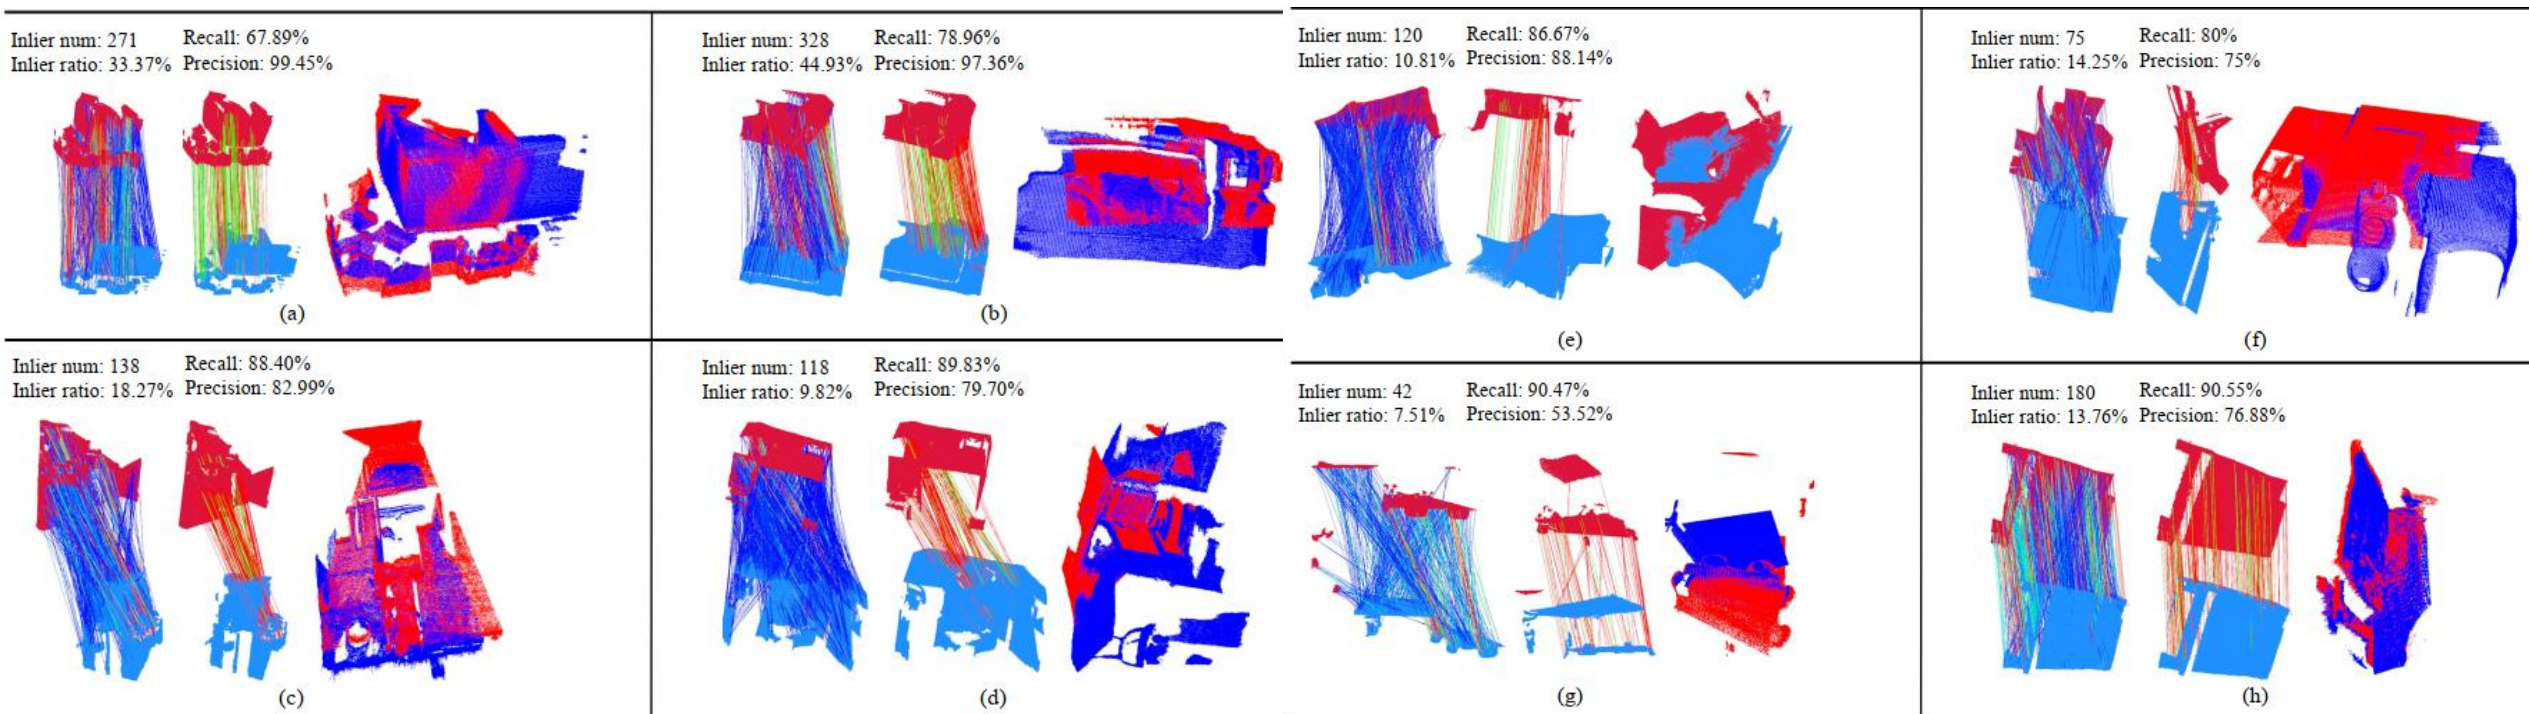 Inlier num: 271 Recall: 67.89%
Inlier ratio: 33.37% Precision: 99.45%
(a)
Inlier num: 328 Recall: 78.96%
Inlier ratio: 44.93% Precision: 97.36%
(b)
Inlier num: 120 Recall: 86.67%
Inlier ratio: 10.81% Precision: 88.14%
(e)
Inlier num: 75 Recall: 80%
Inlier ratio: 14.25% Precision: 75%
(f)
Inlier num: 138 Recall: 88.40%
Inlier ratio: 18.27% Precision: 82.99%
(c)
Inlier num: 118 Recall: 89.83%
Inlier ratio: 9.82% Precision: 79.70%
(d)
Inlier num: 42 Recall: 90.47%
Inlier ratio: 7.51% Precision: 53.52%
(g)
Inlier num: 180 Recall: 90.55%
Inlier ratio: 13.76% Precision: 76.88%
(h)